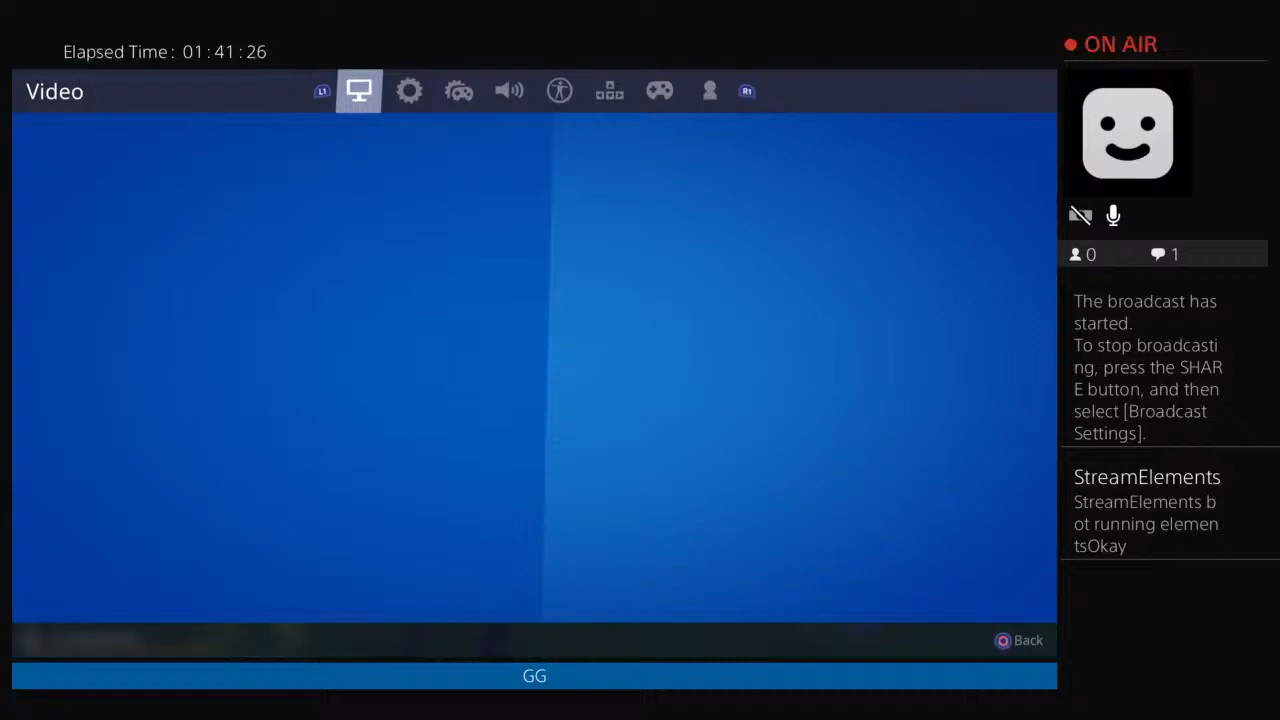 Elapsed Time: 01:41:26
ON AIR
Video
L1
R1
0
1
The broadcast has
started.
To stop broadcasti
ng, press the SHAR
E button, and then
select [Broadcast
Settings].
StreamElements
StreamElements b
ot running elemen
tsOkay
Back
GG